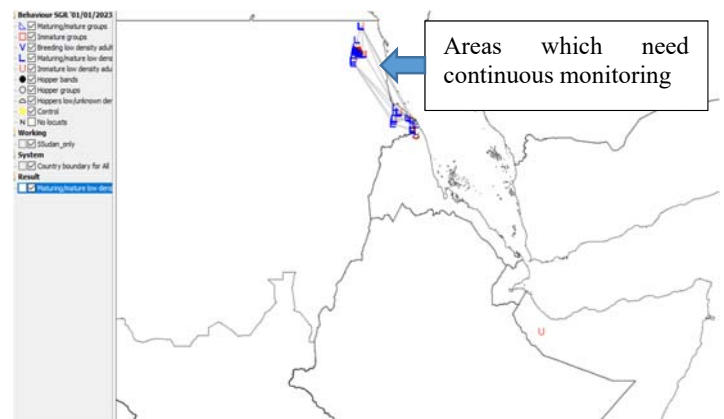 Behaviour SGR '01/01/2023
Maturing/mature groups
Immature groups
V Breeding low density adult
L Maturing/mature low dens
U Immature low density adu
Hopper bands
Hopper groups
Hoppers low/unknown den
Control
N No locusts
Working
SSudan_only
System
Country boundary for All
Result
Maturing/mature low dens
Areas which need
continuous monitoring
U